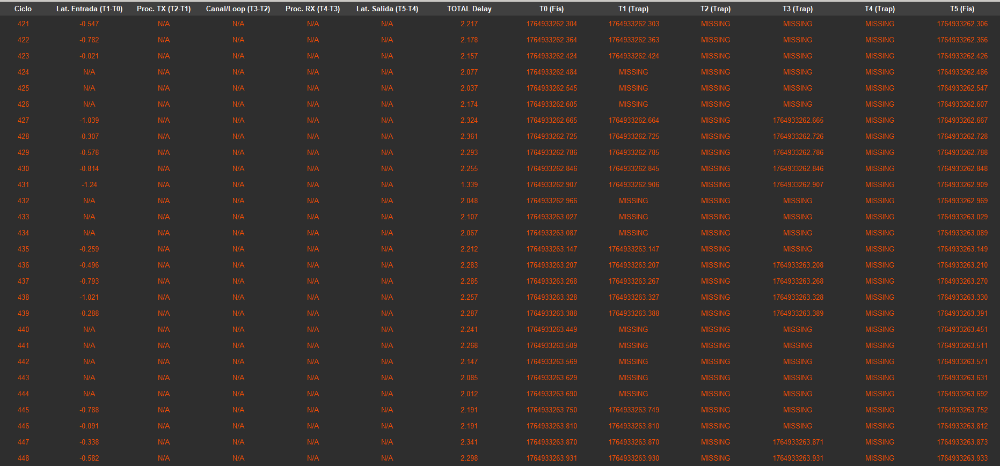 Ciclo Lat. Entrada (T1-T0) Proc. TX (T2-T1) Canal/Loop (T3-T2) Proc. RX (T4-T3) Lat. Salida (T5-T4) TOTAL Delay T0 (Fís) T1 (Trap) T2 (Trap) T3 (Trap) T4 (Trap) T5 (Fis)
421 -0.547 N/A N/A N/A N/A 2.217 1764933262.304 1764933262.303 MISSING MISSING MISSING 1764933262.306
422 -0.782 N/A N/A N/A N/A 2.178 1764933262.364 1764933262.363 MISSING MISSING MISSING 1764933262.366
423 -0.021 N/A N/A N/A N/A 2.157 1764933262.424 1764933262.424 MISSING MISSING MISSING 1764933262.426
424 N/A N/A N/A N/A N/A 2.077 1764933262.484 MISSING MISSING MISSING MISSING 1764933262.486
425 N/A N/A N/A N/A N/A 2.037 1764933262.545 MISSING MISSING MISSING MISSING 1764933262.547
426 N/A N/A N/A N/A N/A 2.174 1764933262.605 MISSING MISSING MISSING MISSING 1764933262.607
427 -1.039 N/A N/A N/A N/A 2.324 1764933262.665 1764933262.664 MISSING 1764933262.665 MISSING 1764933262.667
428 -0.307 N/A N/A N/A N/A 2.361 1764933262.725 1764933262.725 MISSING 1764933262.726 MISSING 1764933262.728
429 -0.578 N/A N/A N/A N/A 2.293 1764933262.786 1764933262.785 MISSING 1764933262.786 MISSING 1764933262.788
430 -0.814 N/A N/A N/A N/A 2.255 1764933262.846 1764933262.845 MISSING 1764933262.846 MISSING 1764933262.848
431 -1.24 N/A N/A N/A N/A 1.339 1764933262.907 1764933262.906 MISSING 1764933262.907 MISSING 1764933262.909
432 N/A N/A N/A N/A N/A 2.048 1764933262.966 MISSING MISSING MISSING MISSING 1764933262.969
433 N/A N/A N/A N/A N/A 2.107 1764933263.027 MISSING MISSING MISSING MISSING 1764933263.029
434 N/A N/A N/A N/A N/A 2.067 1764933263.087 MISSING MISSING MISSING MISSING 1764933263.089
435 -0.259 N/A N/A N/A N/A 2.212 1764933263.147 1764933263.147 MISSING MISSING MISSING 1764933263.149
436 -0.496 N/A N/A N/A N/A 2.283 1764933263.207 1764933263.207 MISSING 1764933263.208 MISSING 1764933263.210
437 -0.793 N/A N/A N/A N/A 2.285 1764933263.268 1764933263.267 MISSING 1764933263.268 MISSING 1764933263.270
438 -1.021 N/A N/A N/A N/A 2.257 1764933263.328 1764933263.327 MISSING 1764933263.328 MISSING 1764933263.330
439 -0.288 N/A N/A N/A N/A 2.287 1764933263.388 1764933263.388 MISSING 1764933263.389 MISSING 1764933263.391
440 N/A N/A N/A N/A N/A 2.241 1764933263.449 MISSING MISSING MISSING MISSING 1764933263.451
441 N/A N/A N/A N/A N/A 2.268 1764933263.509 MISSING MISSING MISSING MISSING 1764933263.511
442 N/A N/A N/A N/A N/A 2.147 1764933263.569 MISSING MISSING MISSING MISSING 1764933263.571
443 N/A N/A N/A N/A N/A 2.085 1764933263.629 MISSING MISSING MISSING MISSING 1764933263.631
444 N/A N/A N/A N/A N/A 2.012 1764933263.690 MISSING MISSING MISSING MISSING 1764933263.692
445 -0.788 N/A N/A N/A N/A 2.191 1764933263.750 1764933263.749 MISSING MISSING MISSING 1764933263.752
446 -0.091 N/A N/A N/A N/A 2.191 1764933263.810 1764933263.810 MISSING MISSING MISSING 1764933263.812
447 -0.338 N/A N/A N/A N/A 2.341 1764933263.870 1764933263.870 MISSING 1764933263.871 MISSING 1764933263.873
448 -0.582 N/A N/A N/A N/A 2.298 1764933263.931 1764933263.930 MISSING 1764933263.931 MISSING 1764933263.933